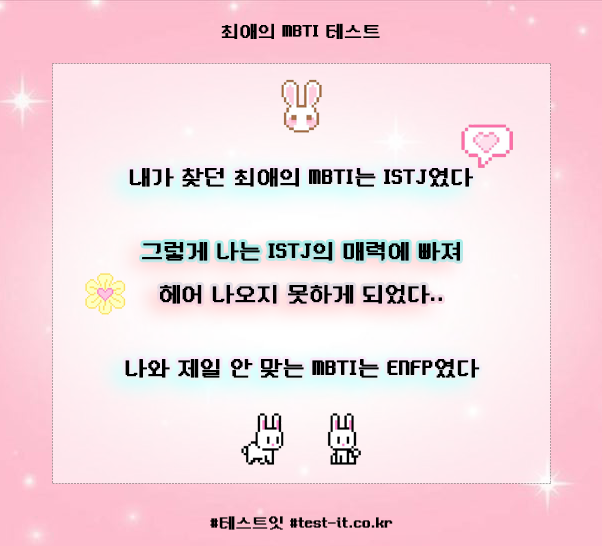 최애의 MBTI 테스트
내가 찾던 최애의 MBTI는 ISTJ였다
그렇게 나는 ISTJ의 매력에 빠져
헤어 나오지 못하게 되었다..
나와 제일 안 맞는 MBTI는 ENFP였다
#테스트잇 #test-it.co.kr